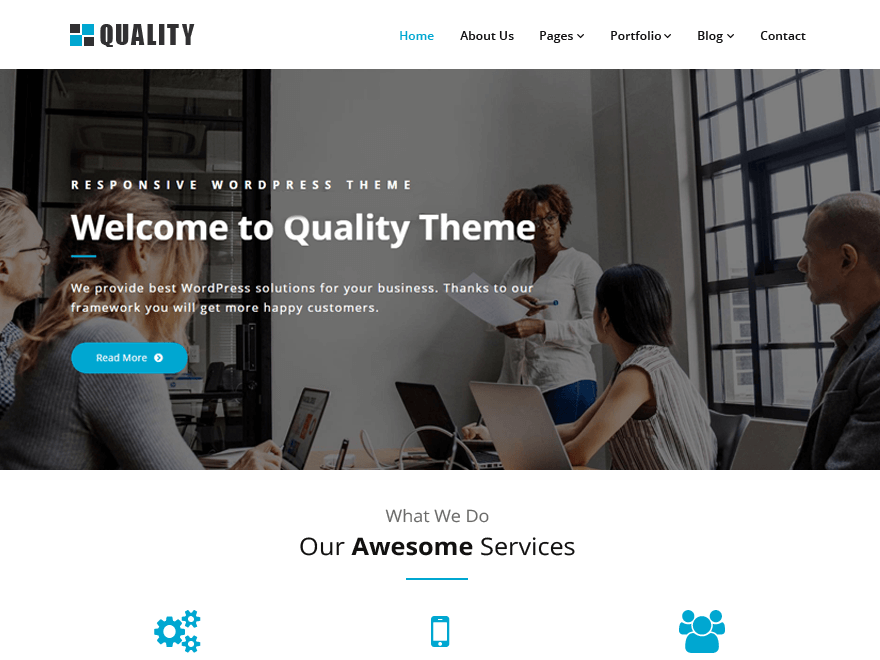 QUALITY
Home About Us Pages Portfolio Blog Contact
RESPONSIVE WORDPRESS THEME
Welcome to Quality Theme
We provide best WordPress solutions for your business. Thanks to our
framework you will get more happy customers.
Read More
What We Do
Our Awesome Services